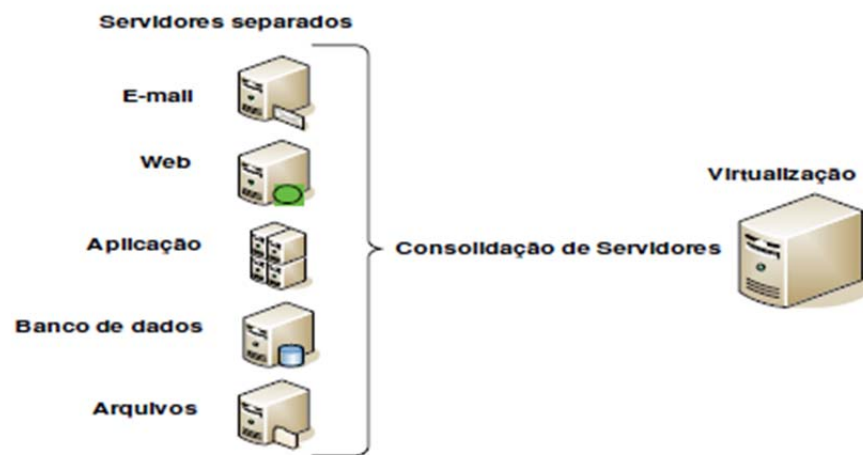 Servidores separados
E-mail
Web
Aplicação
Banco de dados
Arquivos
Consolidação de Servidores
Virtualização